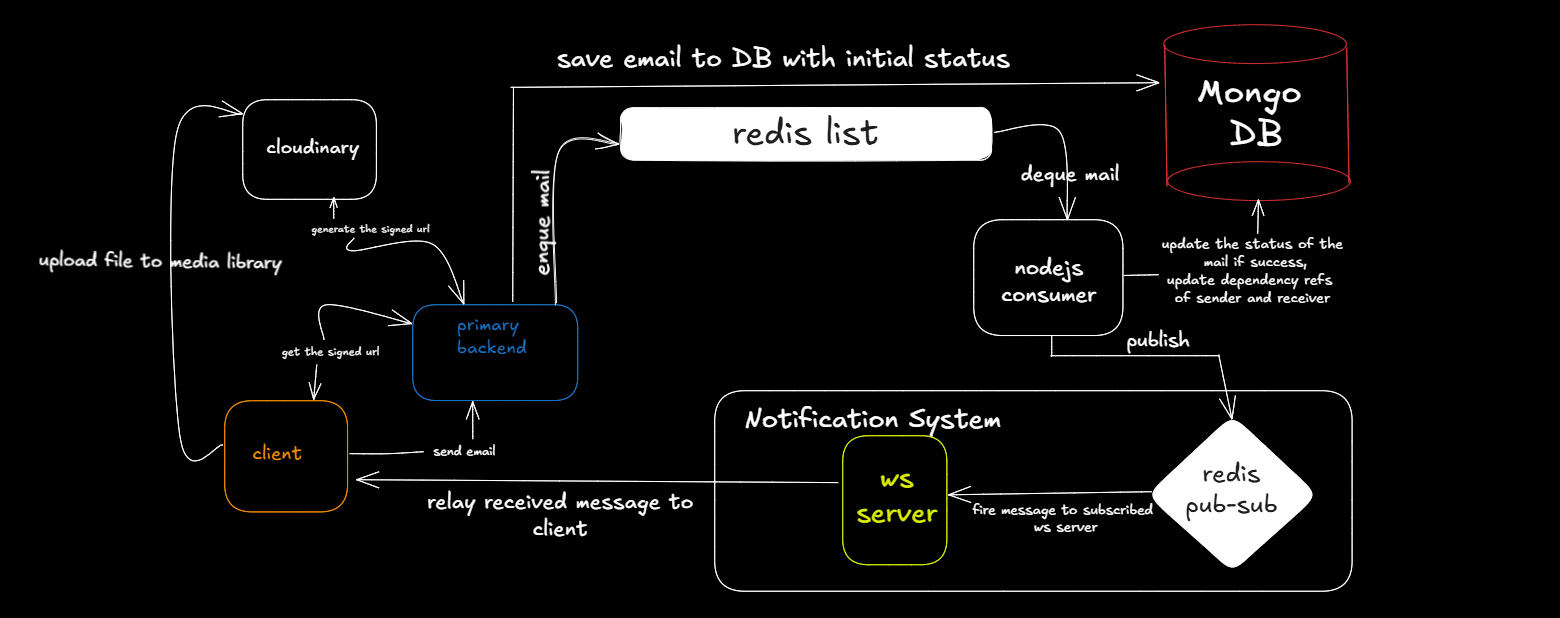 save email to DB with initial status
Mongo
DB
redis list
cloudinary
deque mail
enque mail
generate the signed url
upload file to media library
update the status of the
mail if success,
update dependency refs
of sender and receiver
nodejs
consumer
primary
backend
publish
get the signed url
Notification System
client
send email
ws
server
redis
pub-sub
relay received message to
client
fire message to subscribed
ws server